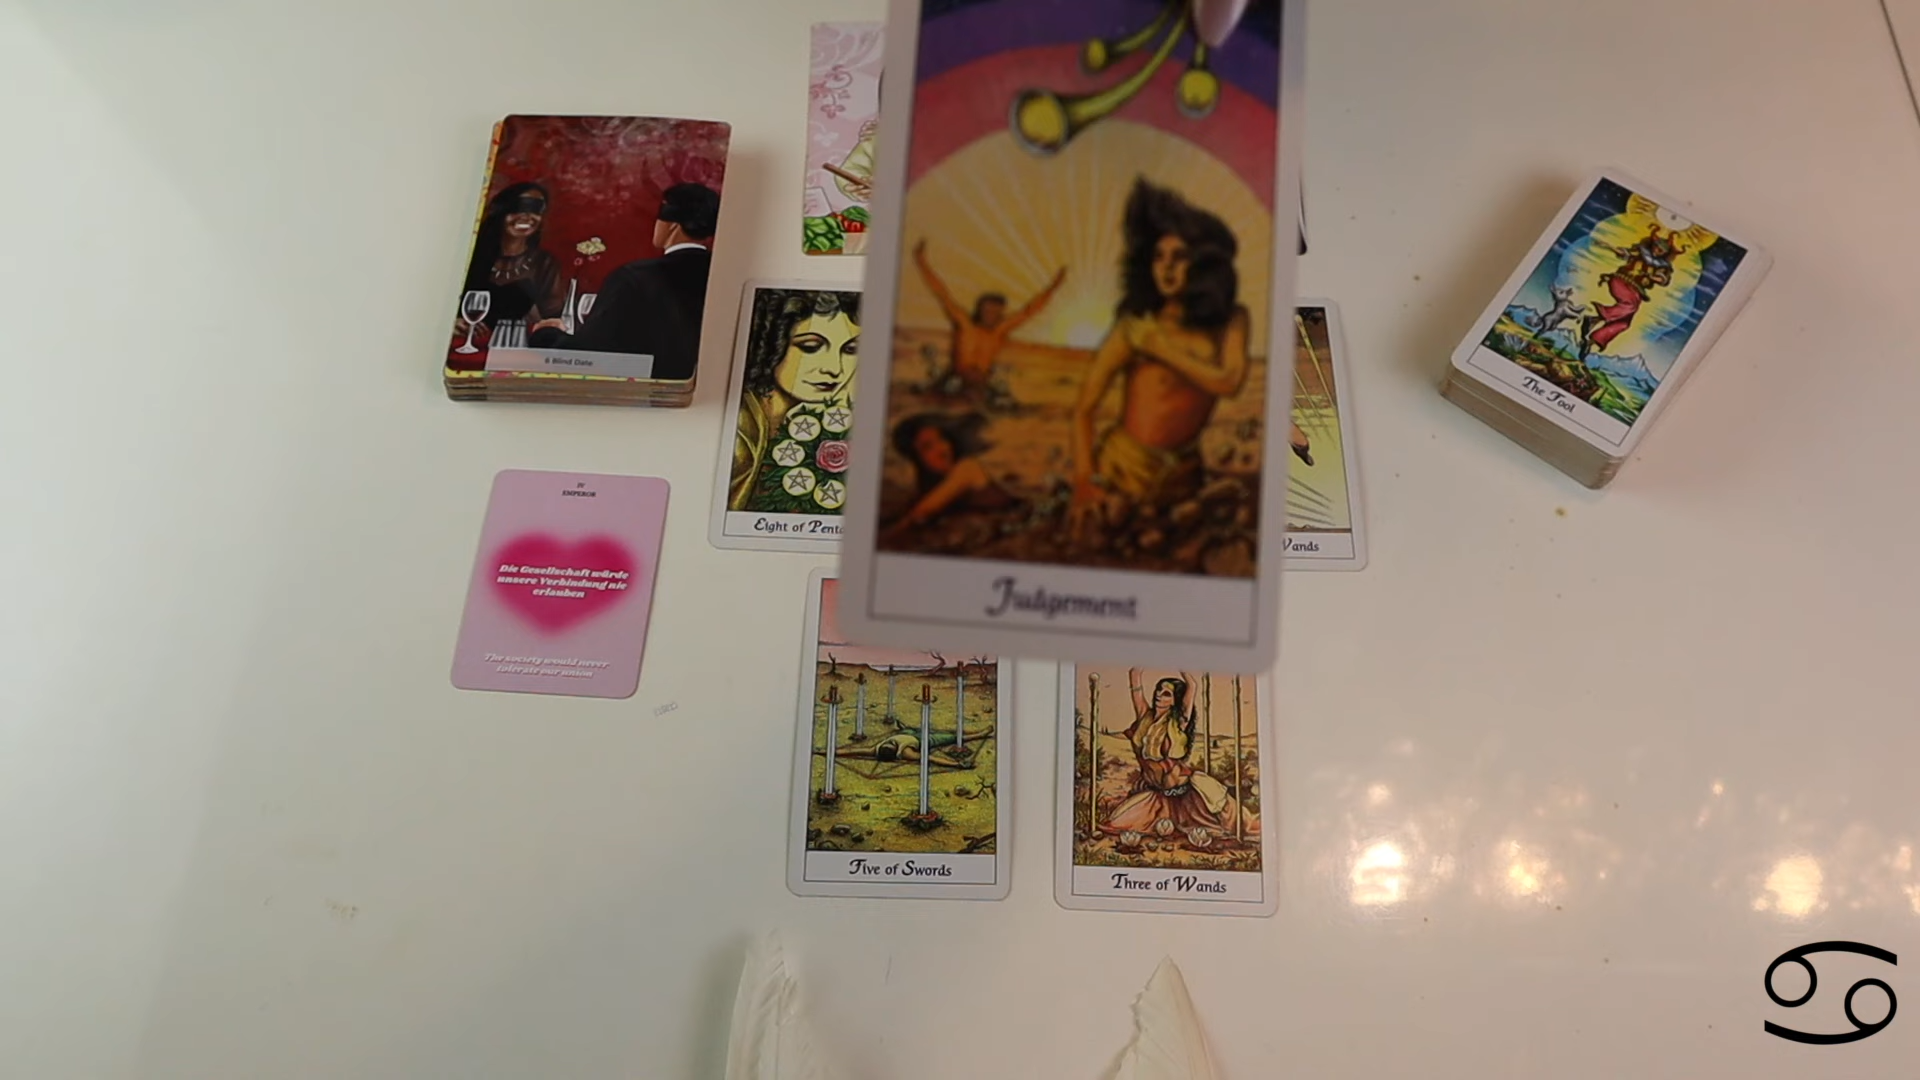 6 Blind Date
The Fool
IV
EMPEROR
Die Gesellschaft würde
unsere Verbindung nie
erlauben
The society would never
tolerate our union
Eight of Penta
Wands
Judgement
Five of Swords
Three of Wands